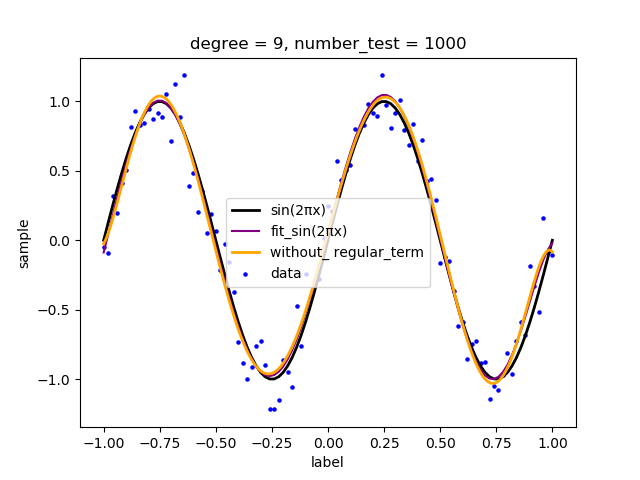 degree = 9, number_test = 1000
sample
1.0
0.5
0.0
−0.5
−1.0
sin(2πx)
fit_sin(2πx)
without_regular_term
data
−1.00 −0.75 −0.50 −0.25 0.00 0.25 0.50 0.75 1.00
label